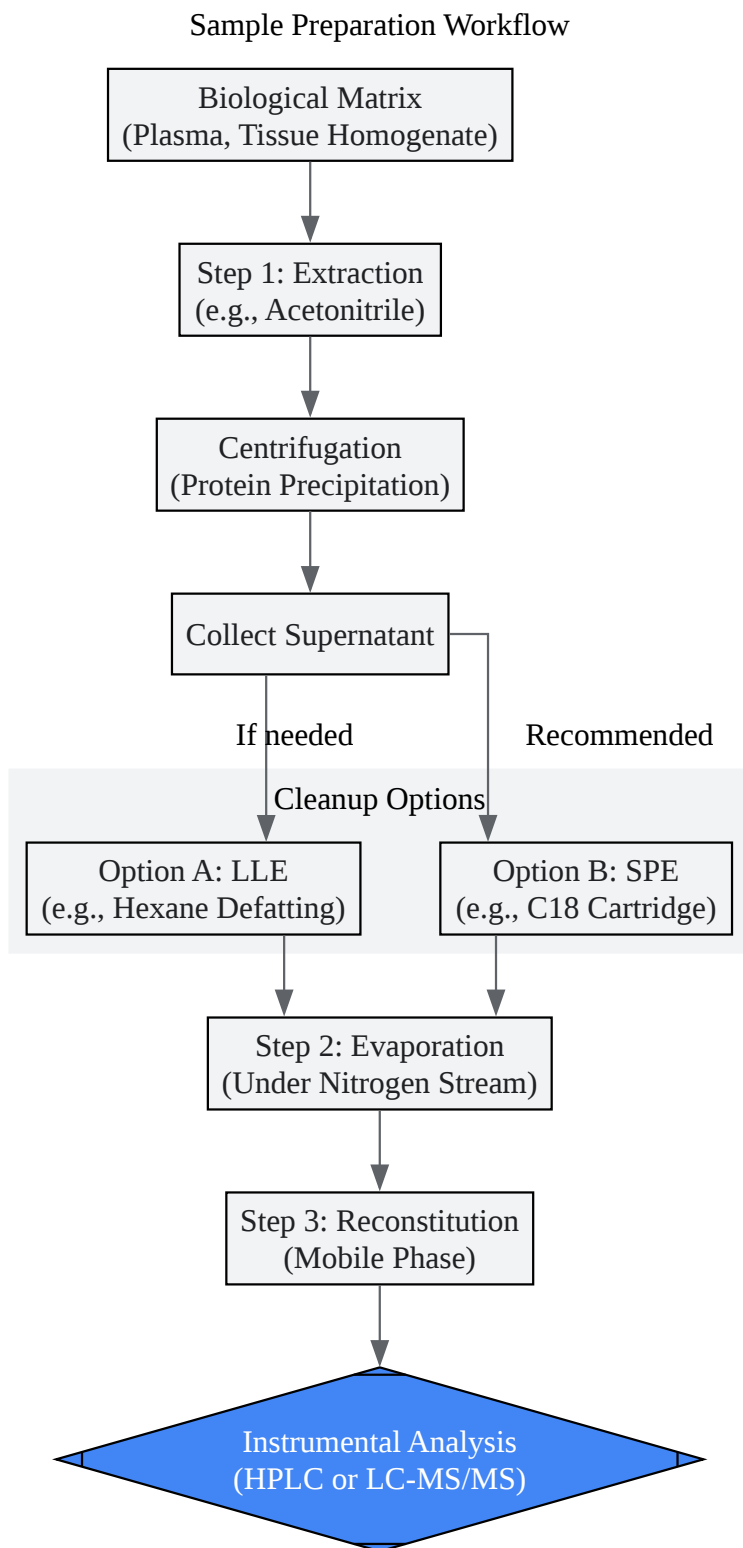 Sample Preparation Workflow
Biological Matrix
(Plasma, Tissue Homogenate)
Step 1: Extraction
(e.g., Acetonitrile)
Centrifugation
(Protein Precipitation)
Collect Supernatant
If needed
Recommended
Cleanup Options
Option A: LLE
(e.g., Hexane Defatting)
Option B: SPE
(e.g., C18 Cartridge)
Step 2: Evaporation
(Under Nitrogen Stream)
Step 3: Reconstitution
(Mobile Phase)
Instrumental Analysis
(HPLC or LC-MS/MS)